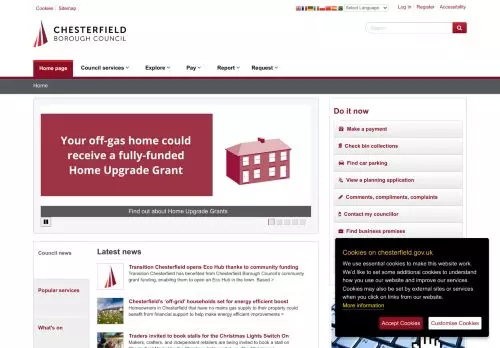 Cookies Sitemap
Select Language
Log in Register Accessibility
CHESTERFIELD
BOROUGH COUNCIL
Search
Home page Council services Explore Pay Report Request
Home
Your off-gas home could
receive a fully-funded
Home Upgrade Grant
Find out about Home Upgrade Grants
Do it now
Make a payment
Check bin collections
Find car parking
View a planning application
Comments, compliments, complaints
Contact my councillor
Find business premises
Council news
Popular services
What's on
Latest news
Transition Chesterfield opens Eco Hub thanks to community funding
Transition Chesterfield has benefited from Chesterfield Borough Council's community
grant funding, enabling them to open an Eco Hub in the town. Based >
Chesterfield's 'off-grid' households set for energy efficient boost
Homeowners in Chesterfield that have no mains gas supply to their property could
benefit from financial support to help make energy efficient improvements >
Traders invited to book stalls for the Christmas Lights Switch On
Makers, crafters, and independent retailers are being invited to book a stall on
Cookies on chesterfield.gov.uk
We use essential cookies to make this website work.
We'd like to set some additional cookies to understand
how you use our website and improve our services.
Cookies may also be set by external sites or services
when you click on links from our website.
More information
Accept Cookies Customise Cookies